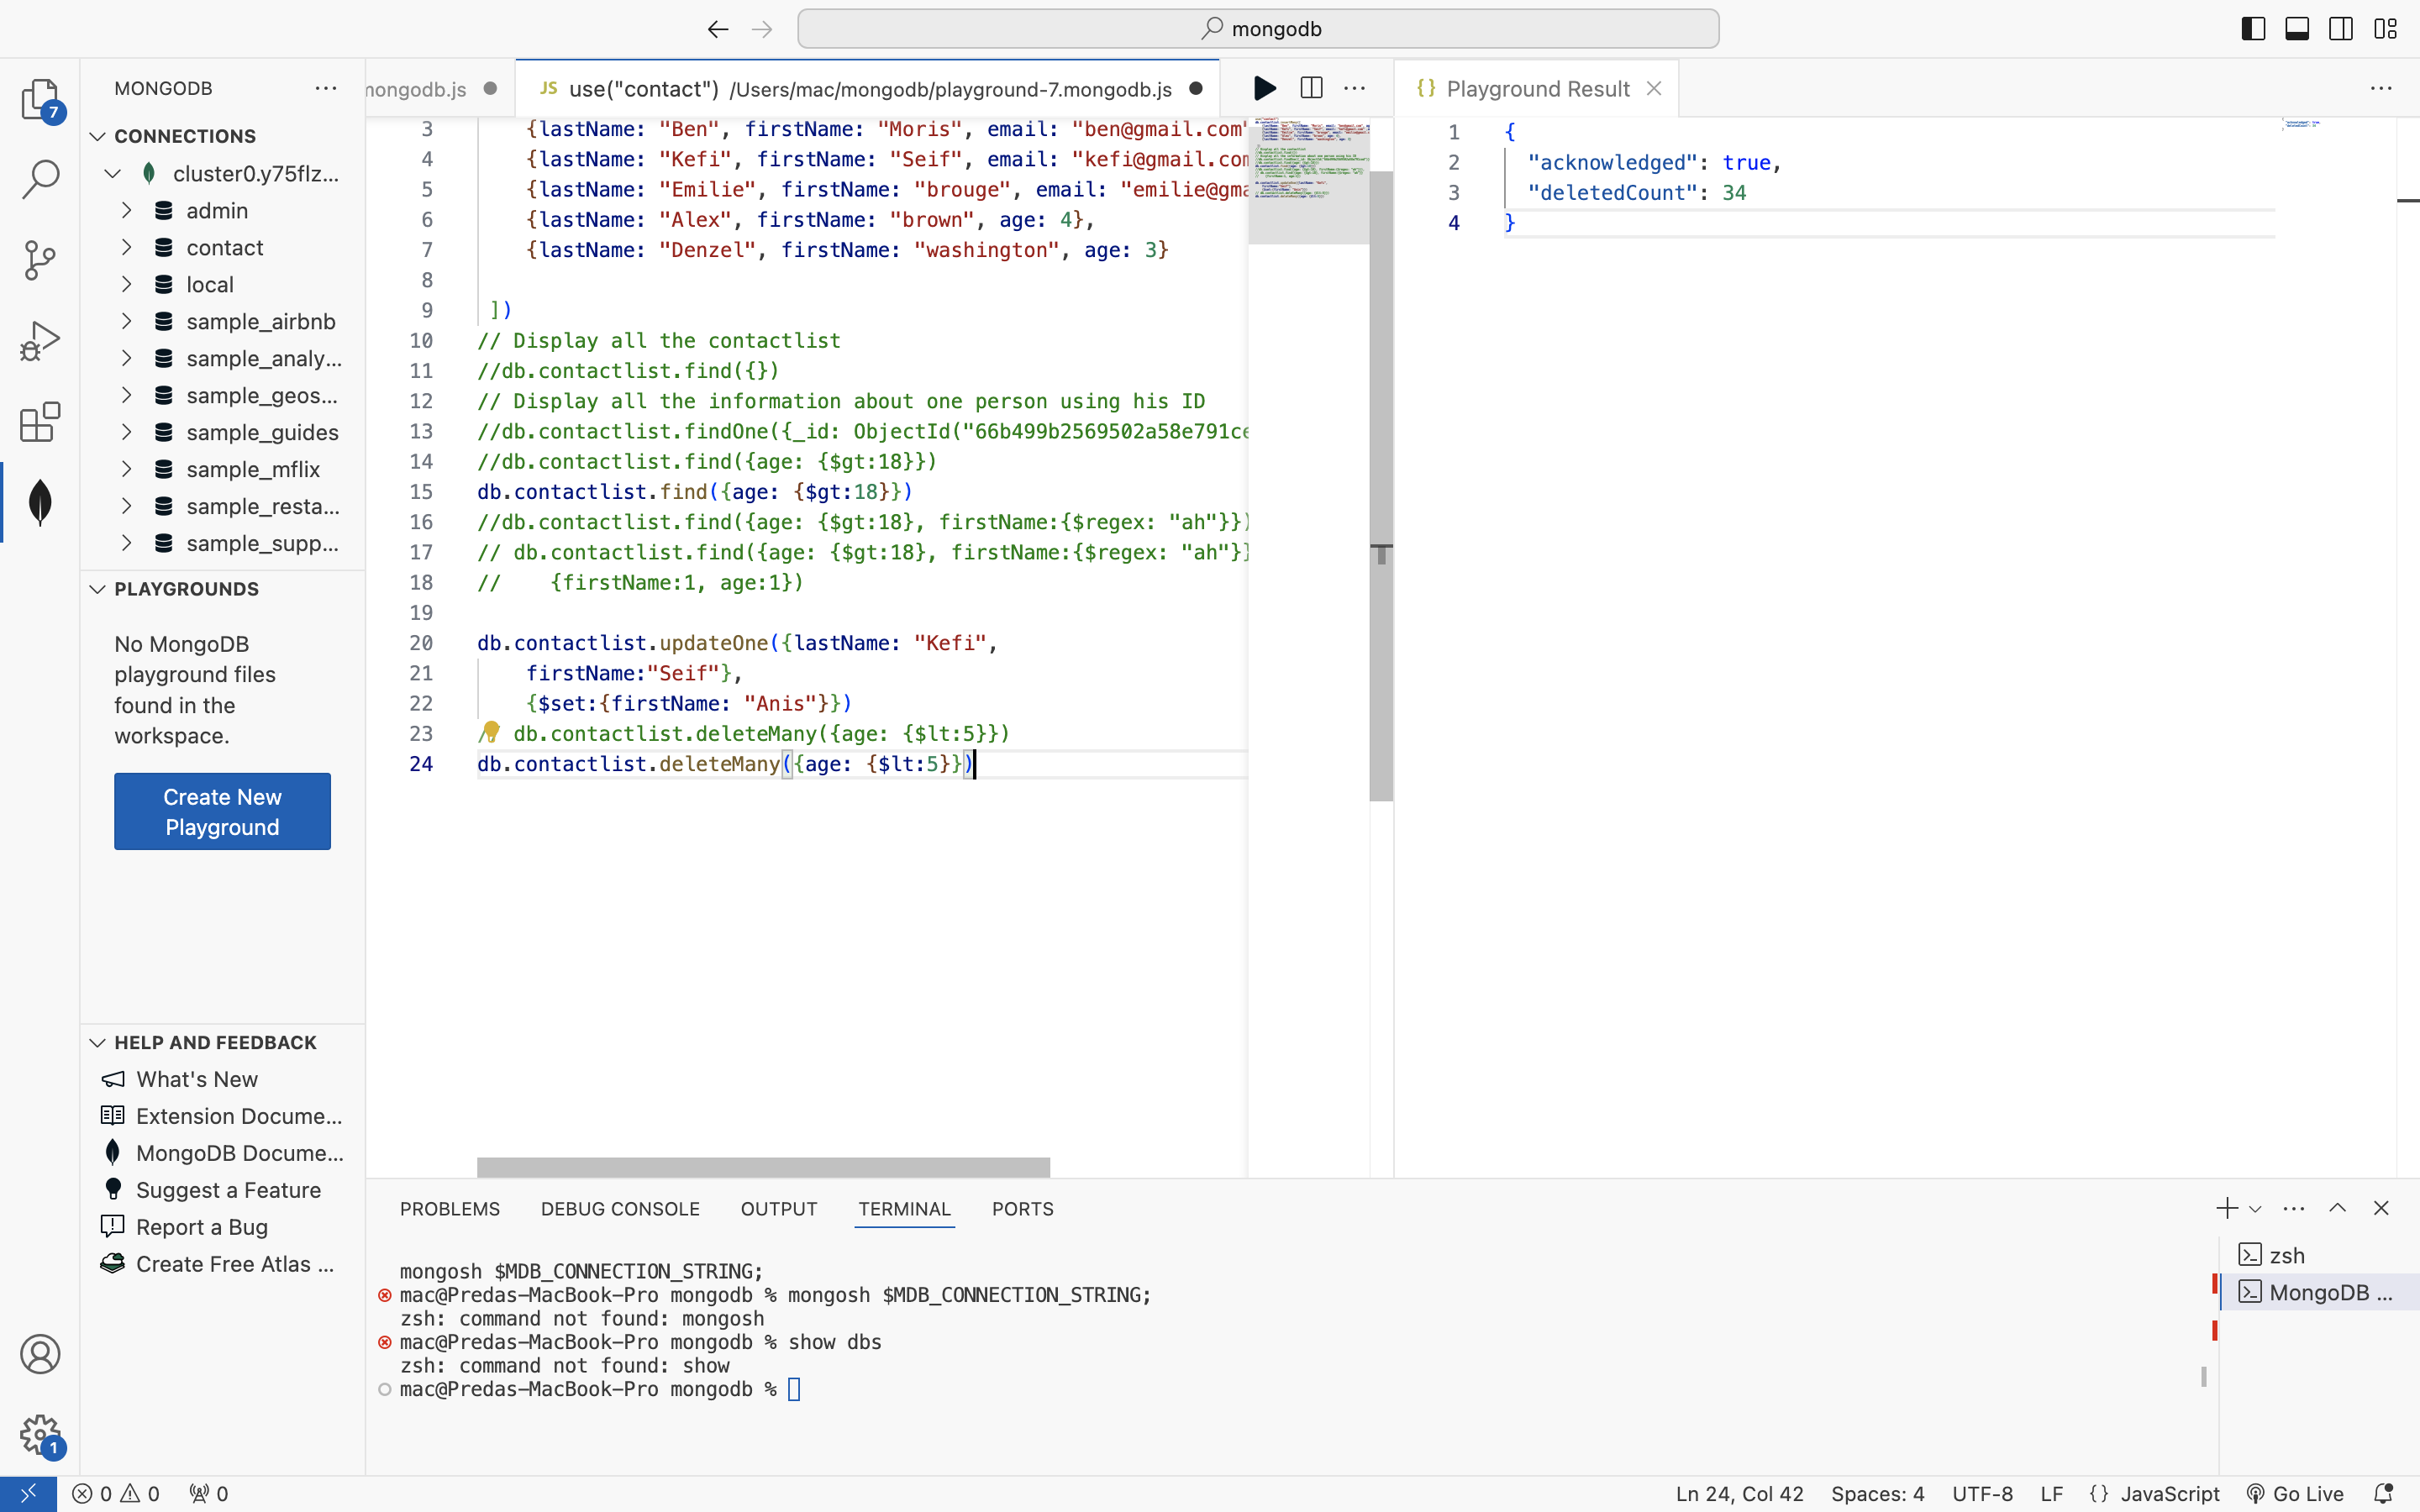 mongodb
MONGODB
CONNECTIONS
cluster0.y75flz...
admin
contact
local
sample_airbnb
sample_analy...
sample_geos...
sample_guides
sample_mflix
sample_resta...
sample_supp...
PLAYGROUNDS
No MongoDB
playground files
found in the
workspace.
Create New
Playground
HELP AND FEEDBACK
What's New
Extension Docume...
MongoDB Docume...
Suggest a Feature
Report a Bug
Create Free Atlas ...
7
1
mongodb.js
JS use("contact") /Users/mac/mongodb/playground-7.mongodb.js
3 {lastName: "Ben", firstName: "Moris", email: "ben@gmail.com"
4 {lastName: "Kefi", firstName: "Seif", email: "kefi@gmail.com
5 {lastName: "Emilie", firstName: "brouge", email: "emilie@gma
6 {lastName: "Alex", firstName: "brown", age: 4},
7 {lastName: "Denzel", firstName: "washington", age: 3}
8
9 ])
10 // Display all the contactlist
11 //db.contactlist.find({})
12 // Display all the information about one person using his ID
13 //db.contactlist.findOne({_id: ObjectId("66b499b2569502a58e791ce
14 //db.contactlist.find({age: {$gt:18}})
15 db.contactlist.find({age: {$gt:18}})
16 //db.contactlist.find({age: {$gt:18}, firstName:{$regex: "ah"}})
17 // db.contactlist.find({age: {$gt:18}, firstName:{$regex: "ah"}}
18 // {firstName:1, age:1})
19
20 db.contactlist.updateOne({lastName: "Kefi",
21 firstName:"Seif"},
22 {$set:{firstName: "Anis"}})
23 / db.contactlist.deleteMany({age: {$lt:5}})
24 db.contactlist.deleteMany({age: {$lt:5}})
{} Playground Result
1 {
2 "acknowledged": true,
3 "deletedCount": 34
4 }
PROBLEMS DEBUG CONSOLE OUTPUT TERMINAL PORTS
mongosh $MDB_CONNECTION_STRING;
mac@Predas-MacBook-Pro mongodb % mongosh $MDB_CONNECTION_STRING;
zsh: command not found: mongosh
mac@Predas-MacBook-Pro mongodb % show dbs
zsh: command not found: show
mac@Predas-MacBook-Pro mongodb %
zsh
MongoDB ...
0 0 0
Ln 24, Col 42 Spaces: 4 UTF-8 LF {} JavaScript Go Live